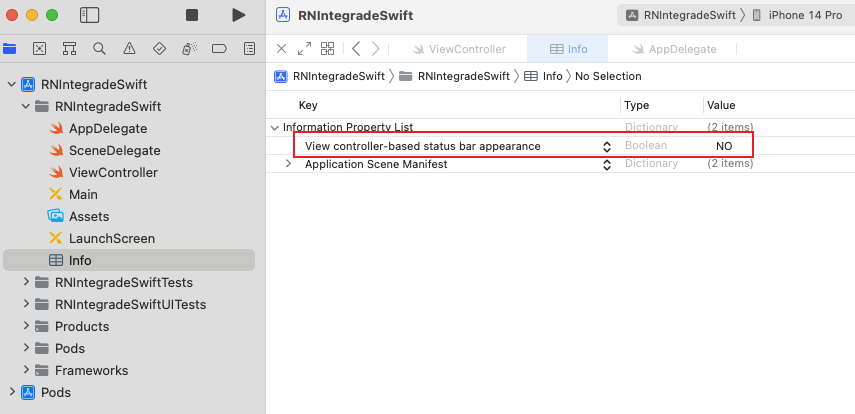 RNIntegradeSwift
RNIntegradeSwift
iPhone 14 Pro
ViewController
Info
AppDelegate
RNIntegradeSwift
RNIntegradeSwift
Info
No Selection
RNIntegradeSwift
RNIntegradeSwift
AppDelegate
SceneDelegate
ViewController
Main
Assets
LaunchScreen
Info
RNIntegradeSwiftTests
RNIntegradeSwiftUITests
Products
Pods
Frameworks
Pods
Key Type Value
Information Property List Dictionary (2 items)
View controller-based status bar appearance Boolean NO
Application Scene Manifest Dictionary (2 items)